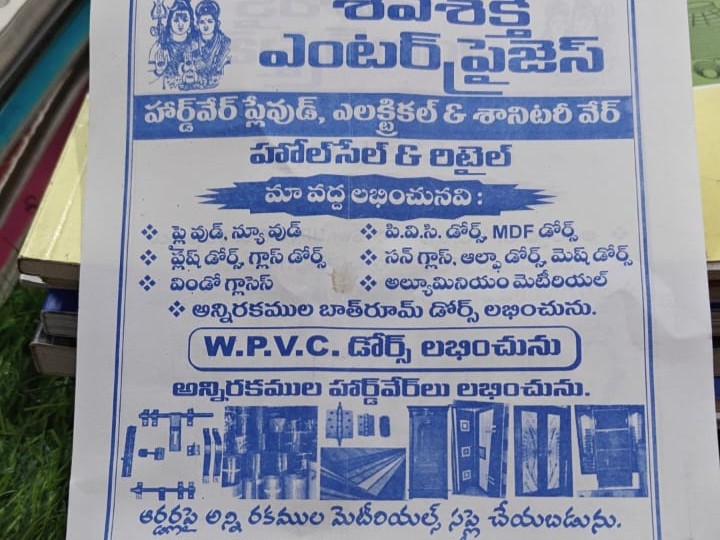 శివశక్తి
ఎంటర్ ప్రైజెస్
హార్డ్‌వేర్ ప్లేవుడ్, ఎలక్ట్రికల్ & శానిటరీ వేర్
హోల్‌సేల్ & రిటైల్
మా వద్ద లభించునవి :
❖ ప్లై వుడ్, న్యూ వుడ్
❖ పి.వి.సి. డోర్స్, MDF డోర్స్
❖ ఫ్లెష్ డోర్స్, గ్లాస్ డోర్స్
❖ సన్ గ్లాస్, ఆల్ఫా డోర్స్, మెష్ డోర్స్
❖ విండో గ్లాసెస్
❖ అల్యూమినియం మెటీరియల్
❖ అన్నిరకముల బాత్‌రూమ్ డోర్స్ లభించును.
W.P.V.C. డోర్స్ లభించును
అన్నిరకముల హార్డ్‌వేర్‌లు లభించును.
ఆర్డర్లపై అన్ని రకముల మెటీరియల్స్ సప్లై చేయబడును.